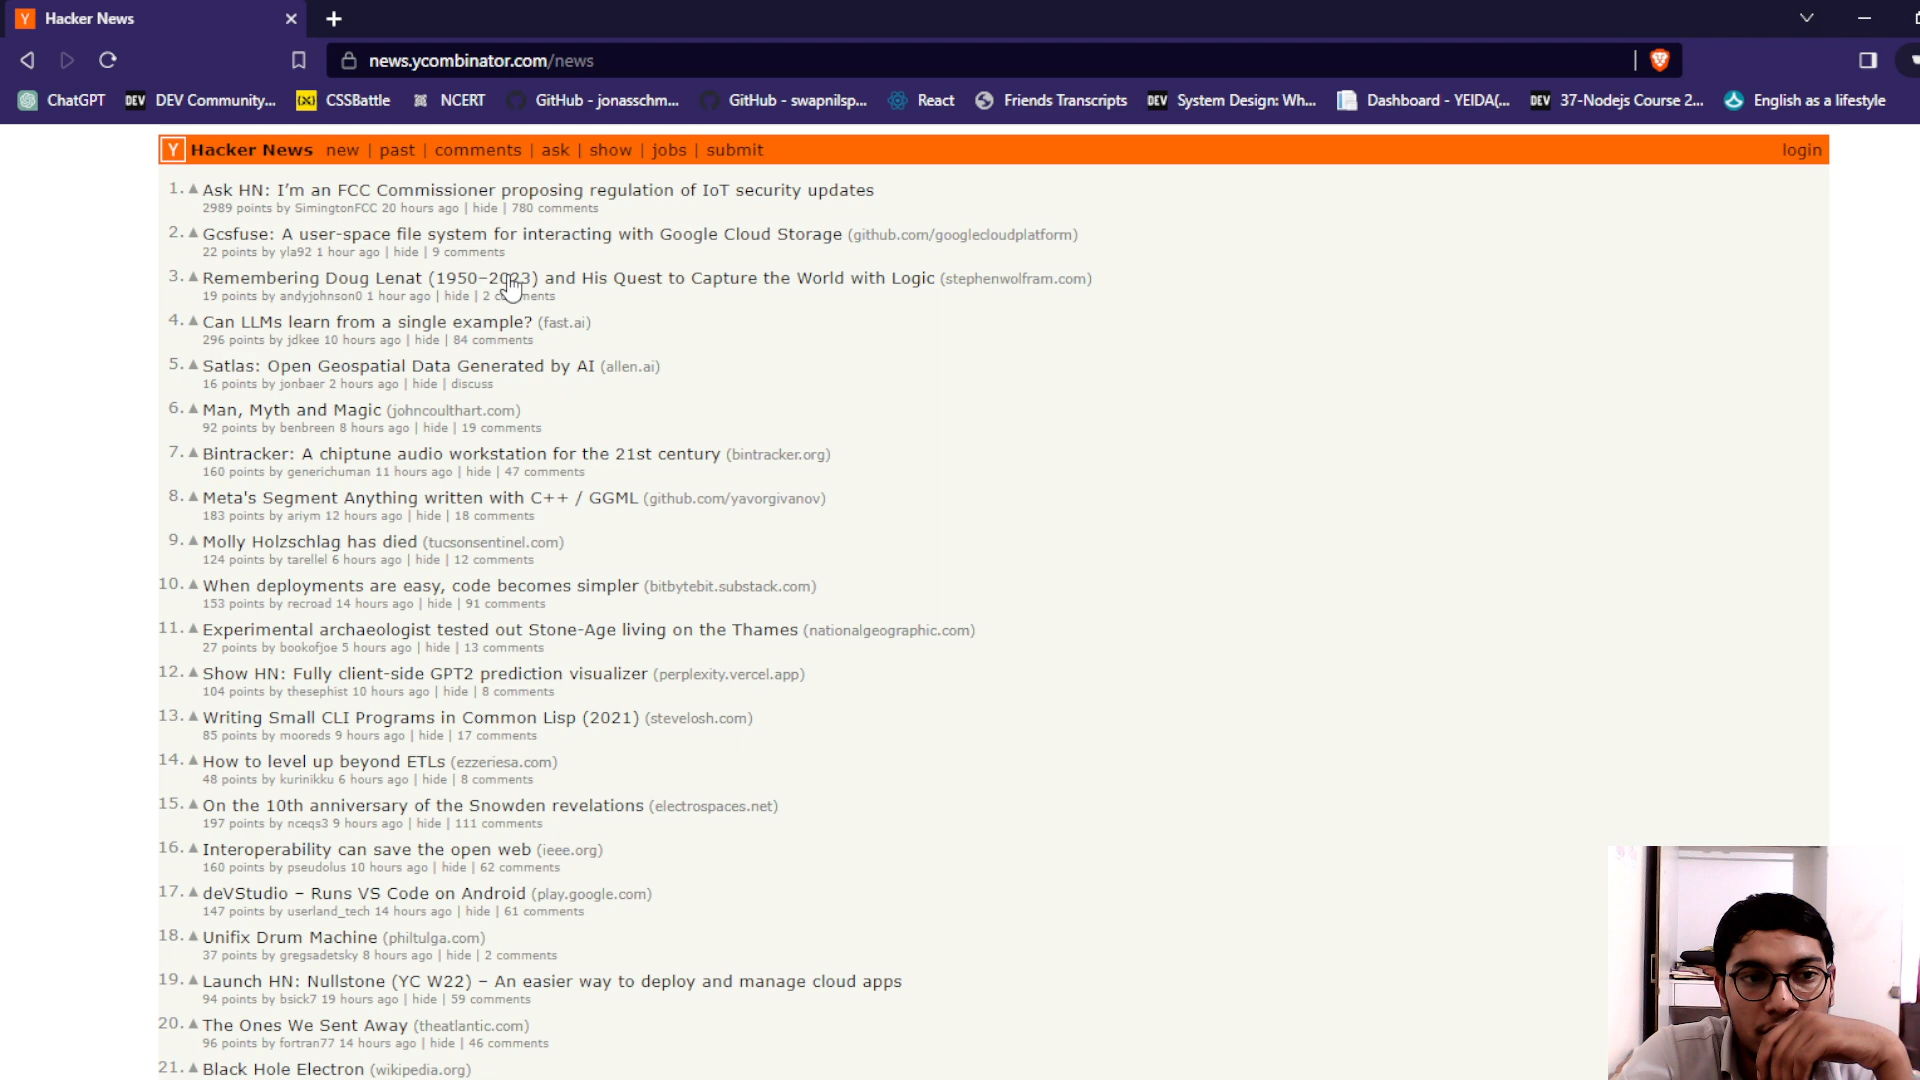 Y Hacker News
news.ycombinator.com/news
ChatGPT DEV DEV Community... CSSBattle NCERT GitHub - jonasschm... GitHub - swapnilsp... React Friends Transcripts DEV System Design: Wh... Dashboard - YEIDA(... DEV 37-Nodejs Course 2... English as a lifestyle
Y Hacker News new | past | comments | ask | show | jobs | submit login
1. Ask HN: I’m an FCC Commissioner proposing regulation of IoT security updates
2989 points by SimingtonFCC 20 hours ago | hide | 780 comments
2. Gcsfuse: A user-space file system for interacting with Google Cloud Storage (github.com/googlecloudplatform)
22 points by yla92 1 hour ago | hide | 9 comments
3. Remembering Doug Lenat (1950–2023) and His Quest to Capture the World with Logic (stephenwolfram.com)
19 points by andyjohnson0 1 hour ago | hide | 2 comments
4. Can LLMs learn from a single example? (fast.ai)
296 points by jdkee 10 hours ago | hide | 84 comments
5. Satlas: Open Geospatial Data Generated by AI (allen.ai)
16 points by jonbaer 2 hours ago | hide | discuss
6. Man, Myth and Magic (johncoulthart.com)
92 points by benbreen 8 hours ago | hide | 19 comments
7. Bintracker: A chiptune audio workstation for the 21st century (bintracker.org)
160 points by generichuman 11 hours ago | hide | 47 comments
8. Meta's Segment Anything written with C++ / GGML (github.com/yavorgivanov)
183 points by ariym 12 hours ago | hide | 18 comments
9. Molly Holzschlag has died (tucsonsentinel.com)
124 points by tarellel 6 hours ago | hide | 12 comments
10. When deployments are easy, code becomes simpler (bitbytebit.substack.com)
153 points by recroad 14 hours ago | hide | 91 comments
11. Experimental archaeologist tested out Stone-Age living on the Thames (nationalgeographic.com)
27 points by bookofjoe 5 hours ago | hide | 13 comments
12. Show HN: Fully client-side GPT2 prediction visualizer (perplexity.vercel.app)
104 points by thesephist 10 hours ago | hide | 8 comments
13. Writing Small CLI Programs in Common Lisp (2021) (stevelosh.com)
85 points by mooreds 9 hours ago | hide | 17 comments
14. How to level up beyond ETLs (ezzeriesa.com)
48 points by kurinikku 6 hours ago | hide | 8 comments
15. On the 10th anniversary of the Snowden revelations (electrospaces.net)
197 points by nceqs3 9 hours ago | hide | 111 comments
16. Interoperability can save the open web (ieee.org)
160 points by pseudolus 10 hours ago | hide | 62 comments
17. deVStudio – Runs VS Code on Android (play.google.com)
147 points by userland_tech 14 hours ago | hide | 61 comments
18. Unifix Drum Machine (philtulga.com)
37 points by gregsadetsky 8 hours ago | hide | 2 comments
19. Launch HN: Nullstone (YC W22) – An easier way to deploy and manage cloud apps
94 points by bsick7 19 hours ago | hide | 59 comments
20. The Ones We Sent Away (theatlantic.com)
96 points by fortran77 14 hours ago | hide | 46 comments
21. Black Hole Electron (wikipedia.org)